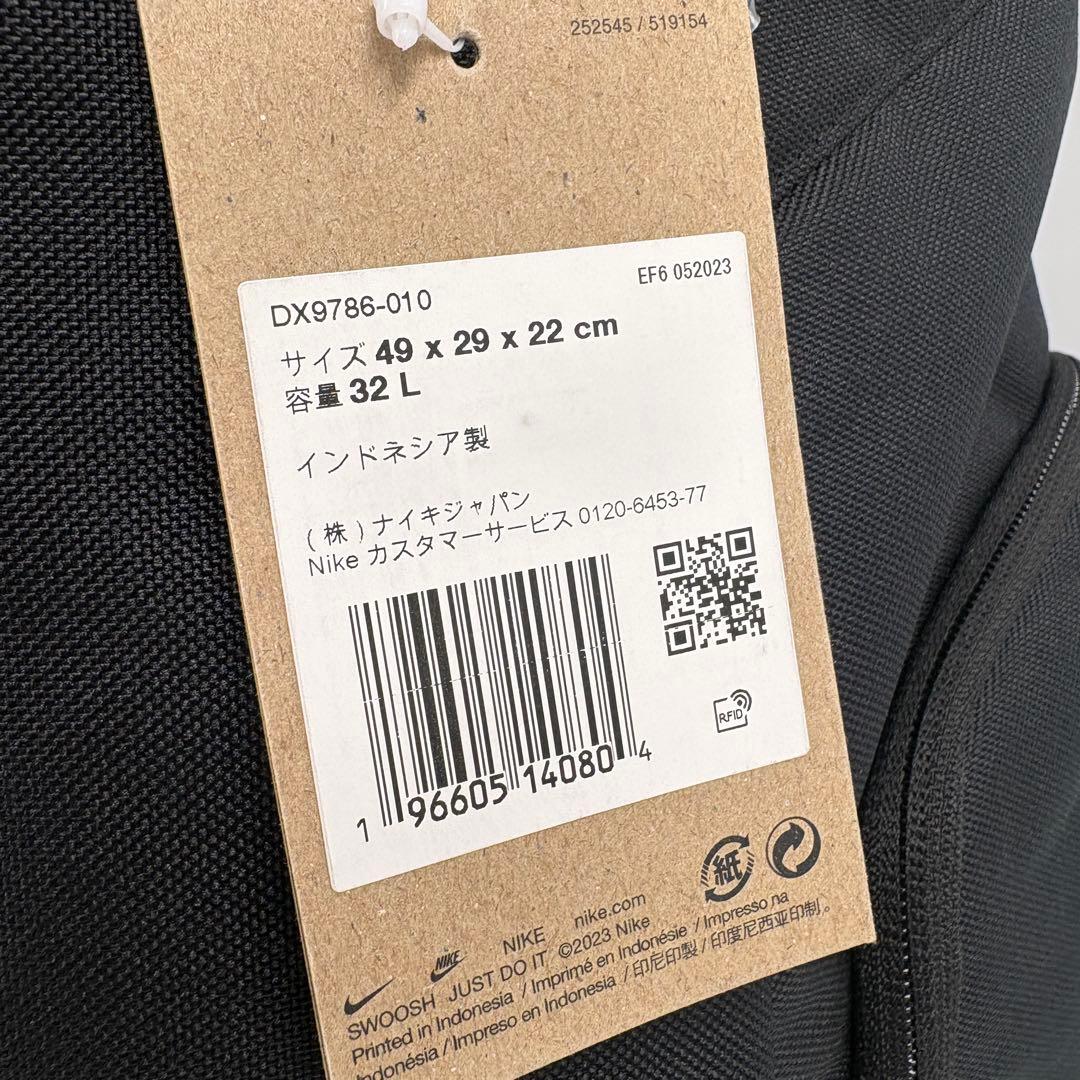 252545 / 519154
EF6 052023
DX9786-010
サイズ 49 x 29 x 22 cm
容量 32 L
インドネシア製
(株)ナイキジャパン
Nike カスタマーサービス 0120-6453-77
RFID
1 96605 14080 4
紙
NIKE nike.com
NIKE
SWOOSH JUST DO IT ©2023 Nike
Printed in Indonesia / Imprimé en Indonésie / Impresso na
Indonésia / Impreso en Indonesia / 印尼印製 / 印度尼西亚印制。